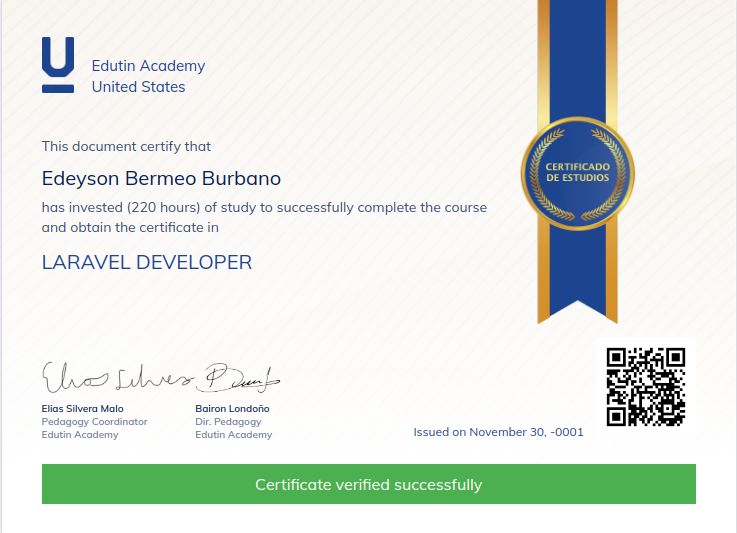 Edutin Academy
United States
This document certify that
Edeyson Bermeo Burbano
has invested (220 hours) of study to successfully complete the course
and obtain the certificate in
LARAVEL DEVELOPER
CERTIFICADO
DE ESTUDIOS
Elias Silvera Malo
Pedagogy Coordinator
Edutin Academy
Bairon Londoño
Dir. Pedagogy
Edutin Academy
Issued on November 30, -0001
Certificate verified successfully